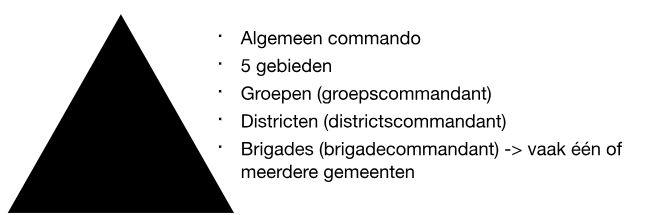 · Algemeen commando
· 5 gebieden
· Groepen (groepscommandant)
· Districten (districtscommandant)
· Brigades (brigadecommandant) -> vaak één of
meerdere gemeenten